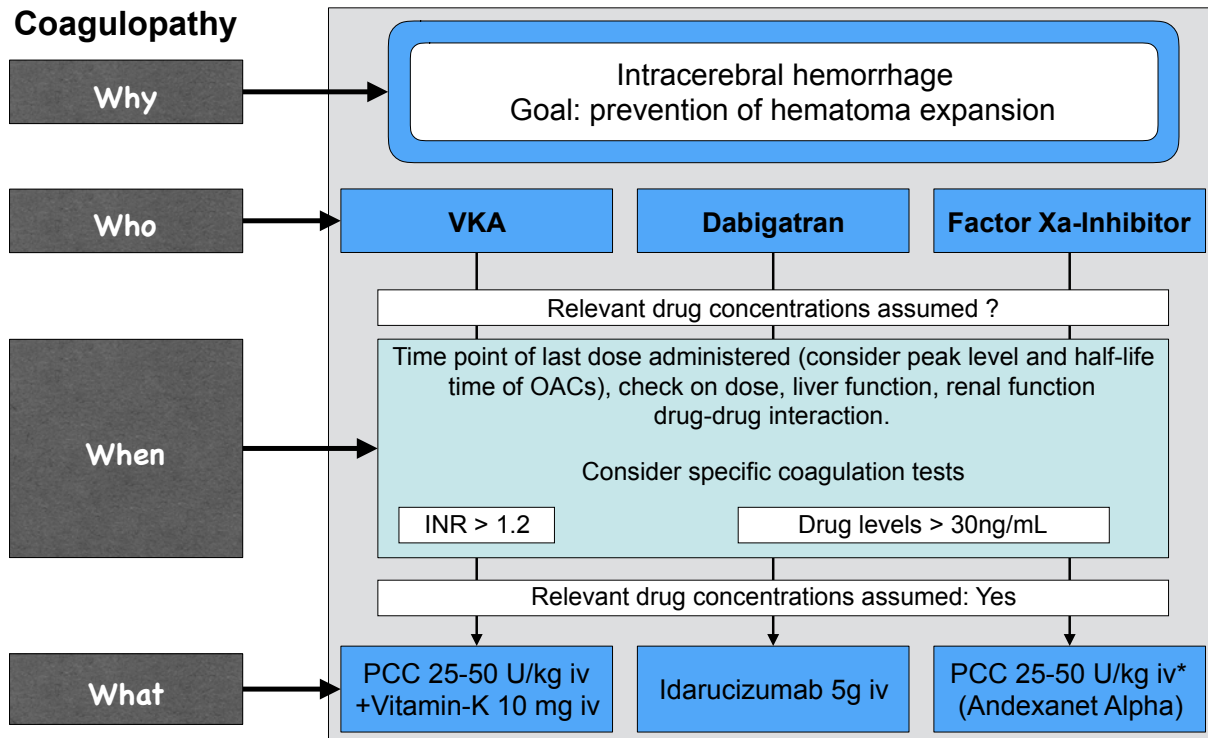 Coagulopathy
Why
Intracerebral hemorrhage
Goal: prevention of hematoma expansion
Who
VKA
Dabigatran
Factor Xa-Inhibitor
Relevant drug concentrations assumed ?
When
Time point of last dose administered (consider peak level and half-life
time of OACs), check on dose, liver function, renal function
drug-drug interaction.
Consider specific coagulation tests
INR > 1.2
Drug levels > 30ng/mL
Relevant drug concentrations assumed: Yes
What
PCC 25-50 U/kg iv
+Vitamin-K 10 mg iv
Idarucizumab 5g iv
PCC 25-50 U/kg iv*
(Andexanet Alpha)